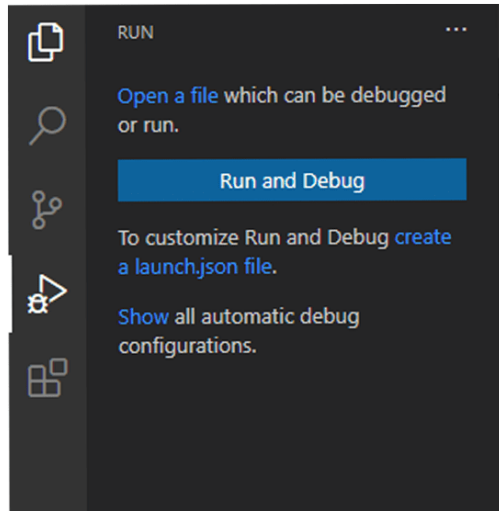 RUN
Open a file which can be debugged
or run.
Run and Debug
To customize Run and Debug create
a launch.json file.
Show all automatic debug
configurations.